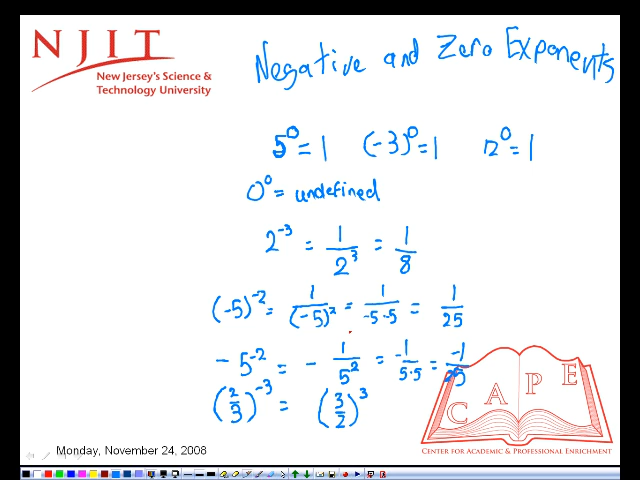 NJIT
New Jersey's Science &
Technology University
Negative and Zero Exponents
5⁰ = 1 (-3)⁰ = 1 n⁰ = 1
0⁰ = undefined
2⁻³ = 1/2³ = 1/8
(-5)⁻² = 1/(-5)² = 1/-5·-5 = 1/25
- 5⁻² = - 1/5² = -1/5·5 = -1/25
(2/3)⁻³ = (3/2)³
CAPE
CENTER FOR ACADEMIC & PROFESSIONAL ENRICHMENT
Monday, November 24, 2008